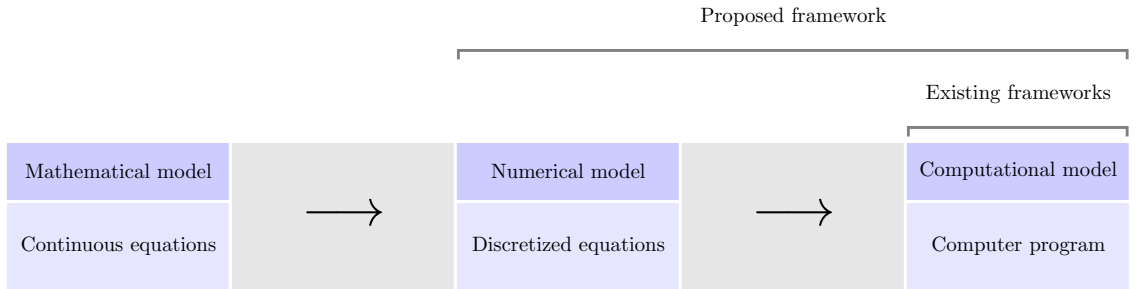 Proposed framework
Existing frameworks
Mathematical model
Numerical model
Computational model
Continuous equations
Discretized equations
Computer program